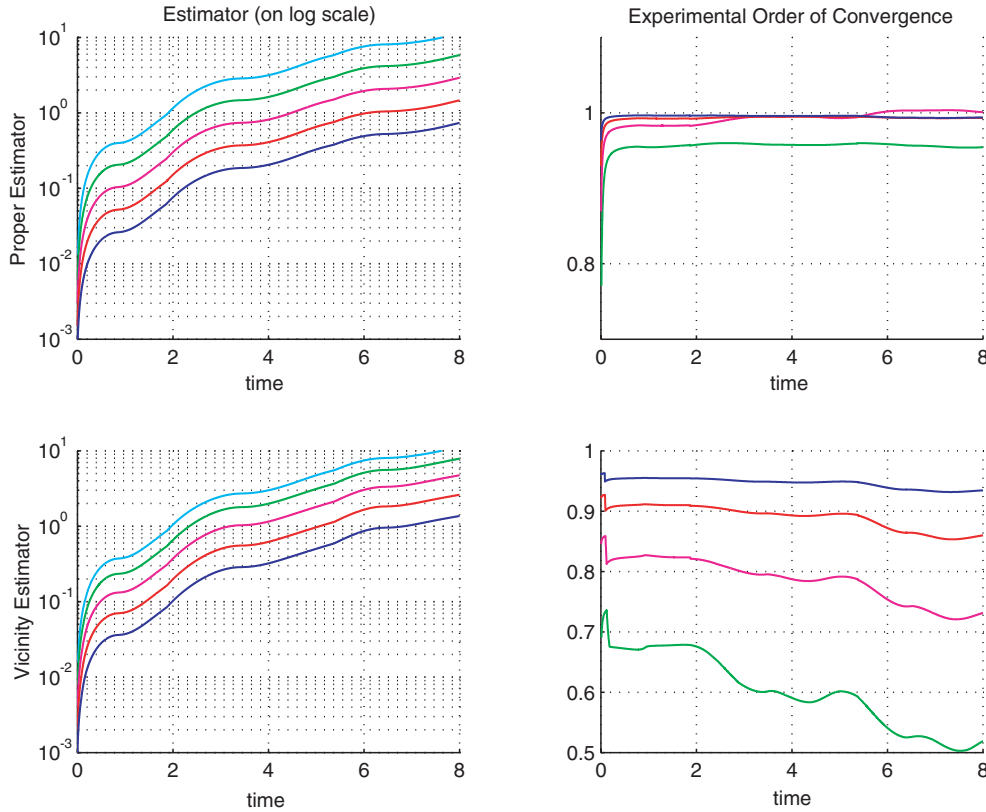 Estimator (on log scale)
Experimental Order of Convergence
Proper Estimator
10^1
10^0
10^-1
10^-2
10^-3
0 2 4 6 8
time
1
0.8
0 2 4 6 8
time
Vicinity Estimator
10^1
10^0
10^-1
10^-2
10^-3
0 2 4 6 8
time
1
0.9
0.8
0.7
0.6
0.5
0 2 4 6 8
time